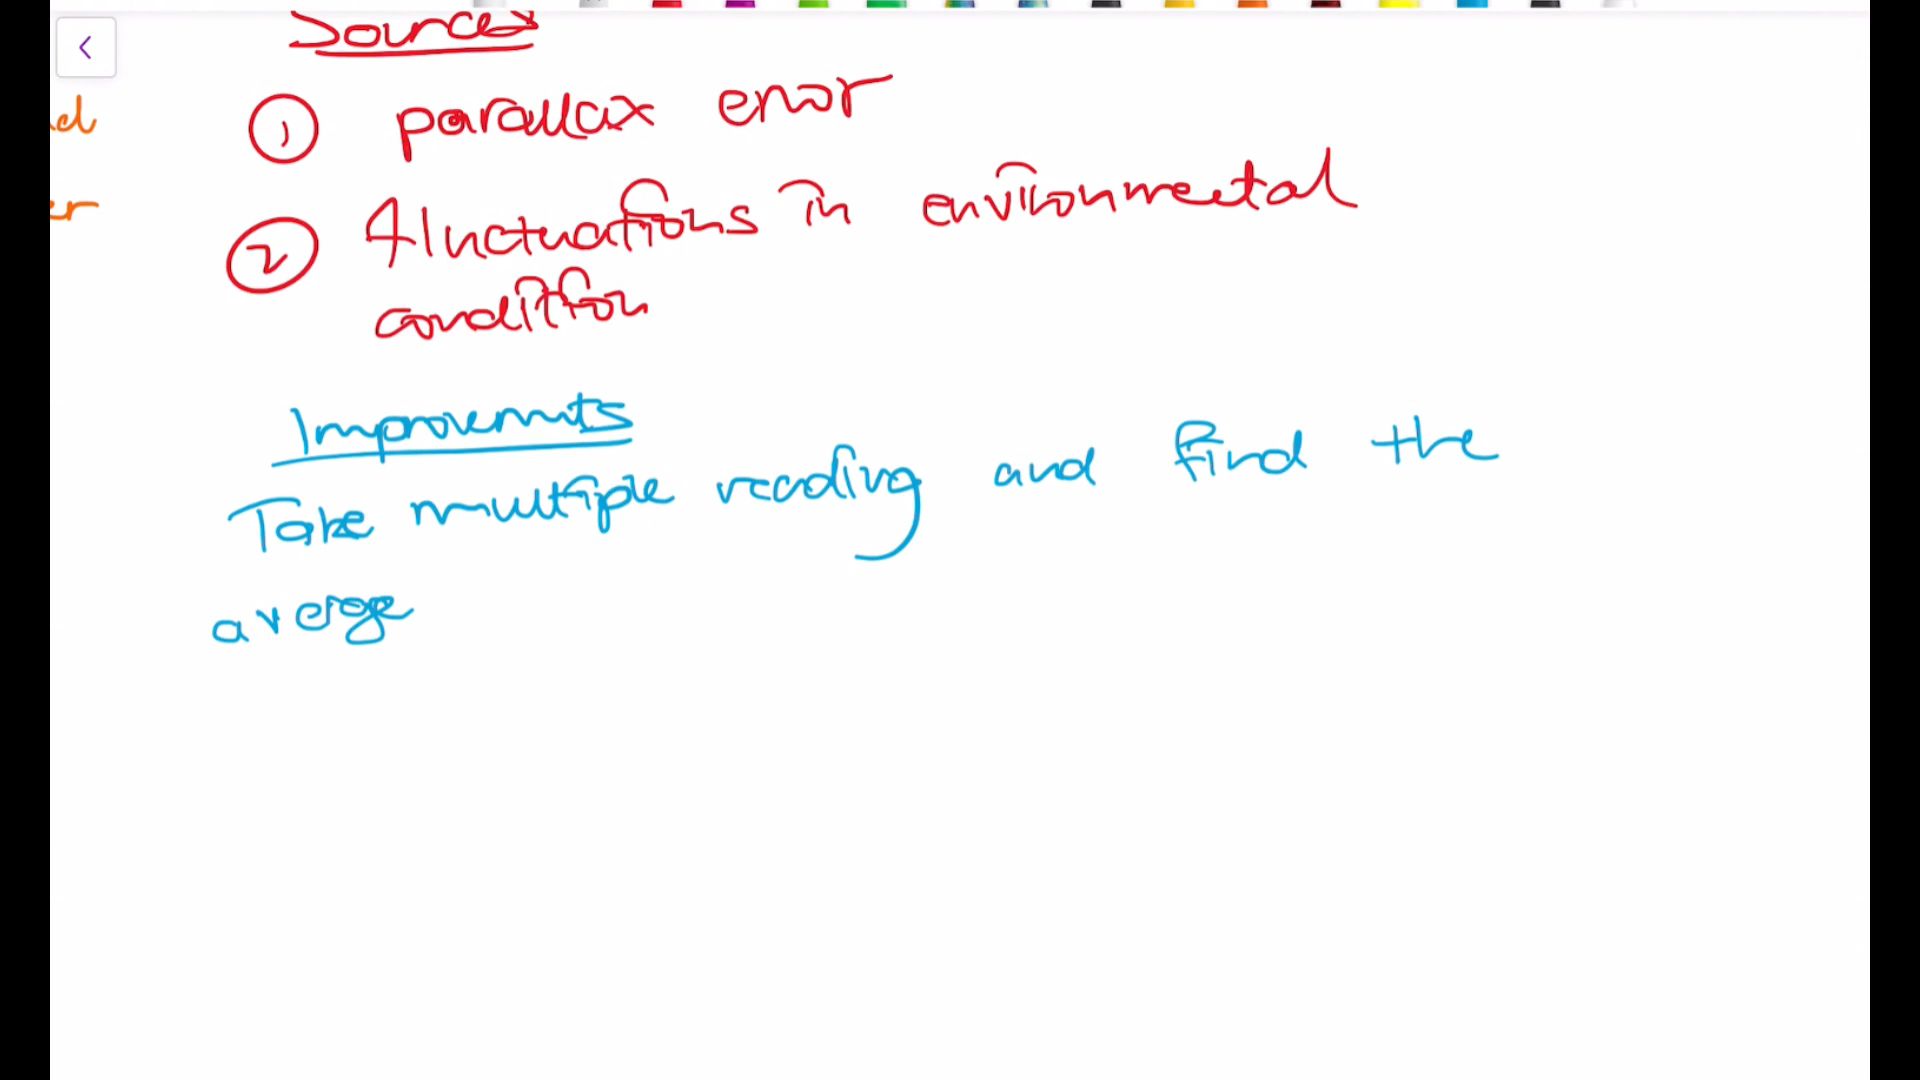 Sources
① parallax error
② fluctuations in environmental
condition
Improvements
Take multiple reading and find the
average